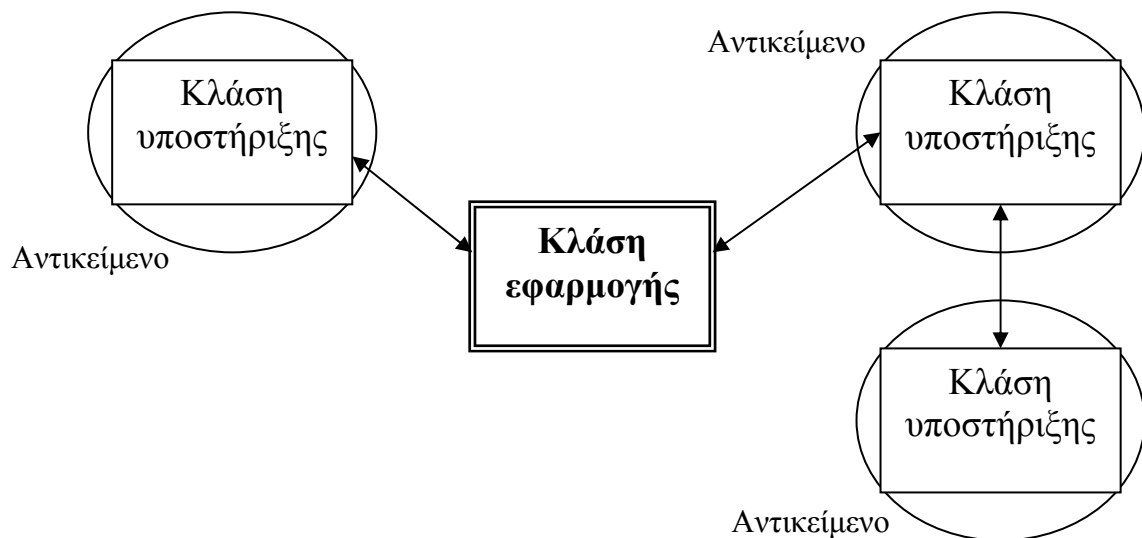 Αντικείμενο
Κλάση
υποστήριξης
Κλάση
υποστήριξης
Αντικείμενο
Κλάση
εφαρμογής
Κλάση
υποστήριξης
Αντικείμενο